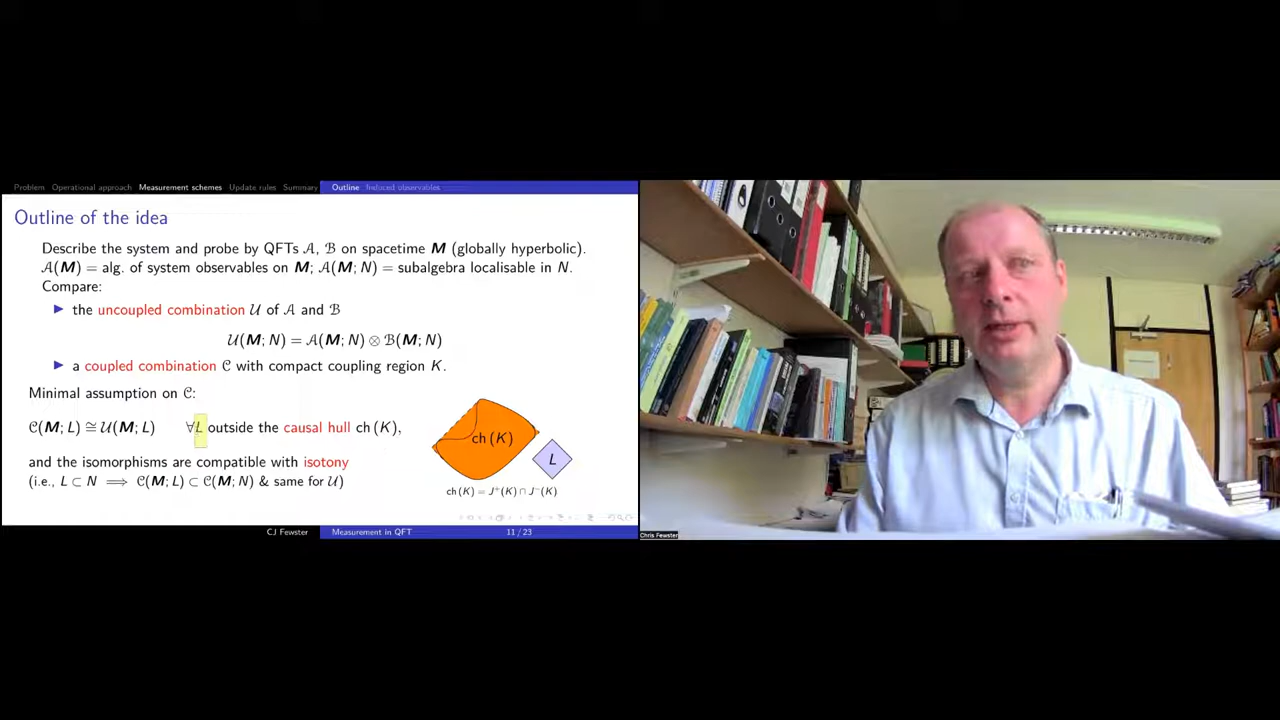 Problem Operational approach Measurement schemes Update rules Summary Outline Induced observables
Outline of the idea
Describe the system and probe by QFTs 𝒜, ℬ on spacetime M (globally hyperbolic).
𝒜(M) = alg. of system observables on M; 𝒜(M; N) = subalgebra localisable in N.
Compare:
▶ the uncoupled combination 𝒰 of 𝒜 and ℬ
𝒰(M; N) = 𝒜(M; N) ⊗ ℬ(M; N)
▶ a coupled combination 𝒞 with compact coupling region K.
Minimal assumption on 𝒞:
𝒞(M; L) ≅ 𝒰(M; L) ∀L outside the causal hull ch (K),
and the isomorphisms are compatible with isotony
(i.e., L ⊂ N ⟹ 𝒞(M; L) ⊂ 𝒞(M; N) & same for 𝒰)
ch (K)
L
ch (K) = J⁺(K) ∩ J⁻(K)
CJ Fewster Measurement in QFT 11 / 23
Chris Fewster